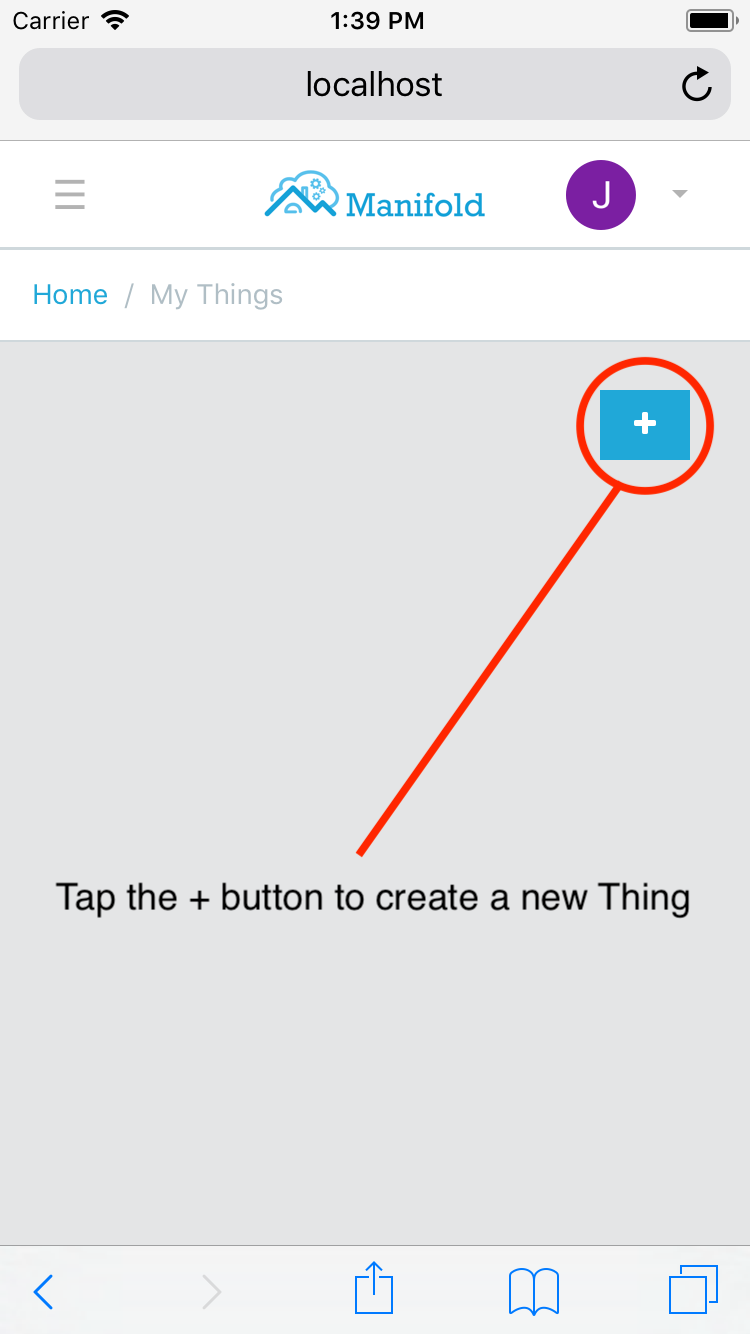 Carrier 1:39 PM
localhost
Manifold J
Home / My Things
+
Tap the + button to create a new Thing